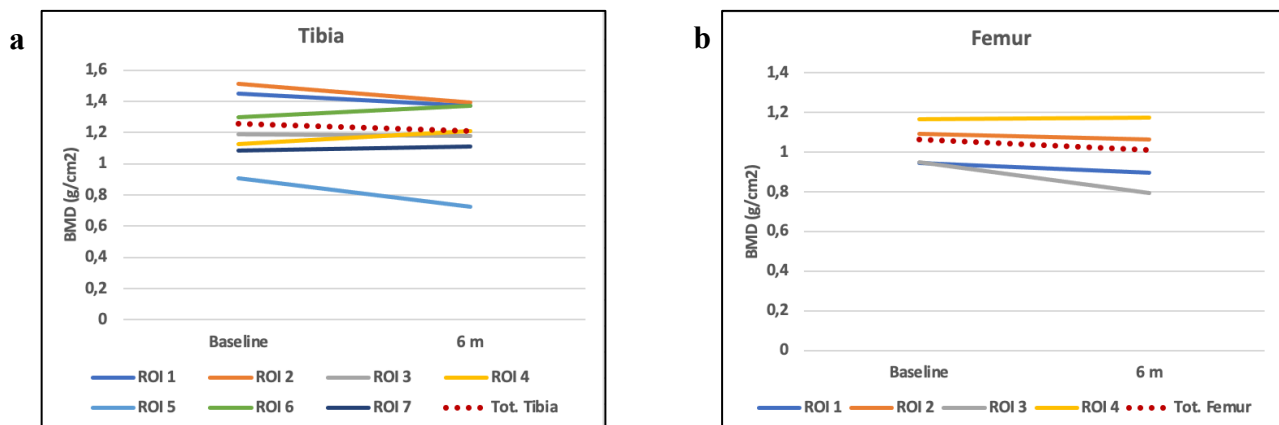 a
Tibia
BMD (g/cm2)
1,6
1,4
1,2
1
0,8
0,6
0,4
0,2
0
Baseline 6 m
ROI 1 ROI 2 ROI 3 ROI 4
ROI 5 ROI 6 ROI 7 Tot. Tibia
b
Femur
BMD (g/cm2)
1,4
1,2
1
0,8
0,6
0,4
0,2
0
Baseline 6 m
ROI 1 ROI 2 ROI 3 ROI 4 Tot. Femur